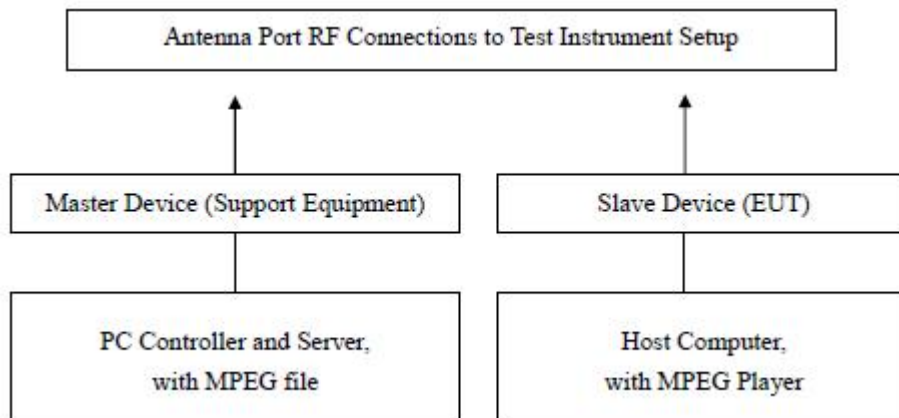 Antenna Port RF Connections to Test Instrument Setup
Master Device (Support Equipment)
Slave Device (EUT)
PC Controller and Server,
with MPEG file
Host Computer,
with MPEG Player